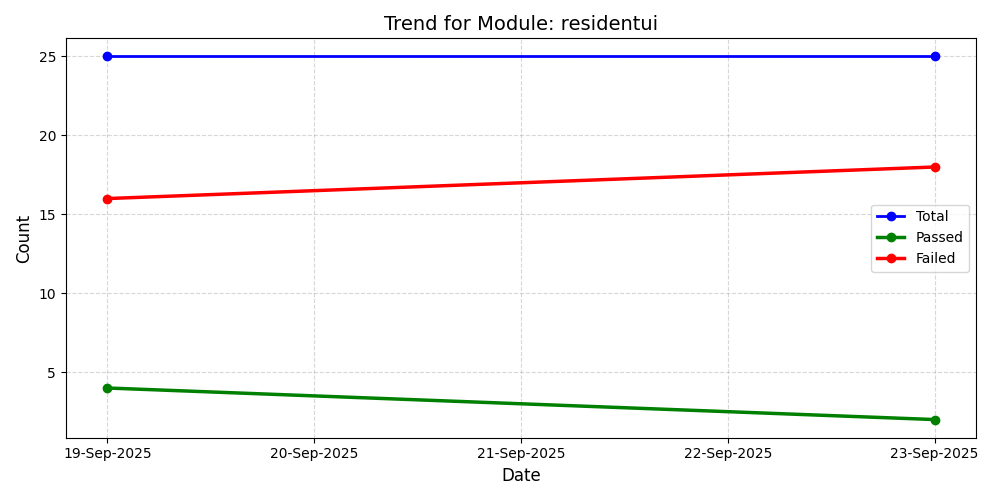 Trend for Module: residentui
Count
25
20
15
10
5
Total
Passed
Failed
19-Sep-2025 20-Sep-2025 21-Sep-2025 22-Sep-2025 23-Sep-2025
Date